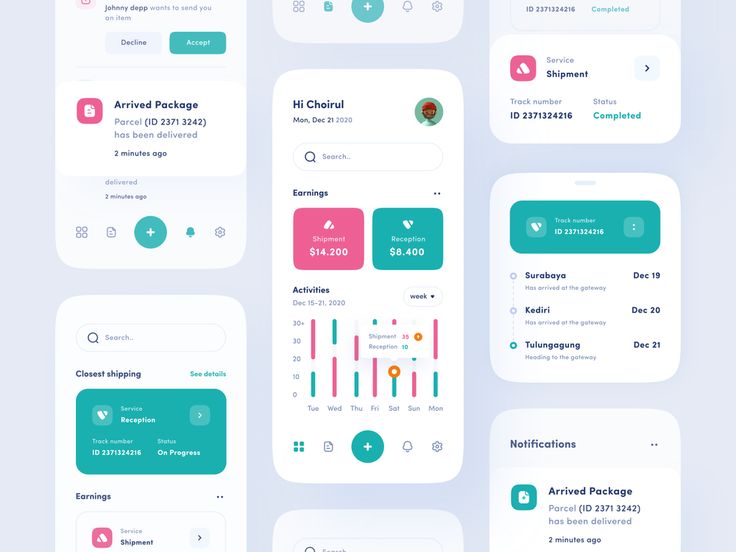 Johnny depp wants to send you
an item
Decline
Accept
Arrived Package
Parcel (ID 2371 3242)
has been delivered
2 minutes ago
delivered
2 minutes ago
Search..
Closest shipping
See details
Service
Reception
Track number
Status
ID 2371324216
On Progress
Earnings
Service
Shipment
Hi Choirul
Mon, Dec 21 2020
Search..
Earnings
Shipment
$14.200
Reception
$8.400
Activities
Dec 15-21, 2020
week
30+
30
20
10
0
Shipment 35
Reception 10
Tue Wed Thu Fri Sat Sun Mon
Search..
ID 2371324216
Completed
Service
Shipment
Track number
Status
ID 2371324216
Completed
Track number
ID 2371324216
Surabaya Dec 19
Has arrived at the gateway
Kediri Dec 20
Has arrived at the gateway
Tulungagung Dec 21
Heading to the gateway
Notifications
Arrived Package
Parcel (ID 2371 3242)
has been delivered
2 minutes ago